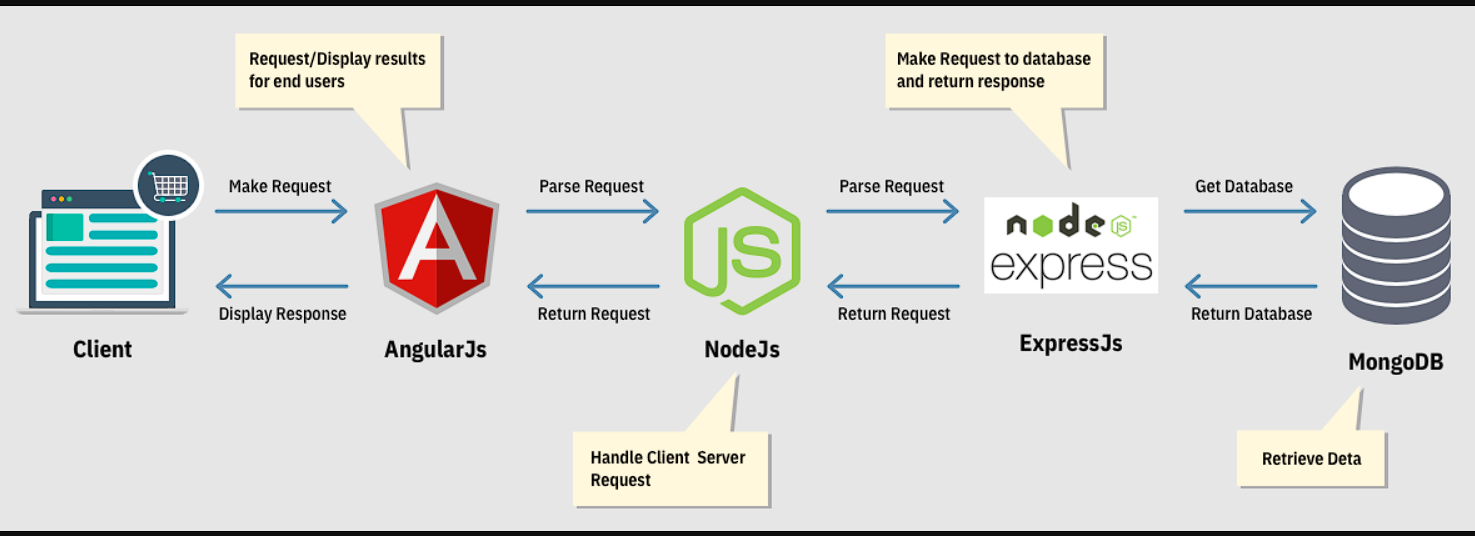 Request/Display results
for end users
Make Request to database
and return response
Make Request
Parse Request
Parse Request
Get Database
A
JS
node JS
express
Display Response
Return Request
Return Request
Return Database
Client
AngularJs
NodeJs
ExpressJs
MongoDB
Handle Client Server
Request
Retrieve Deta